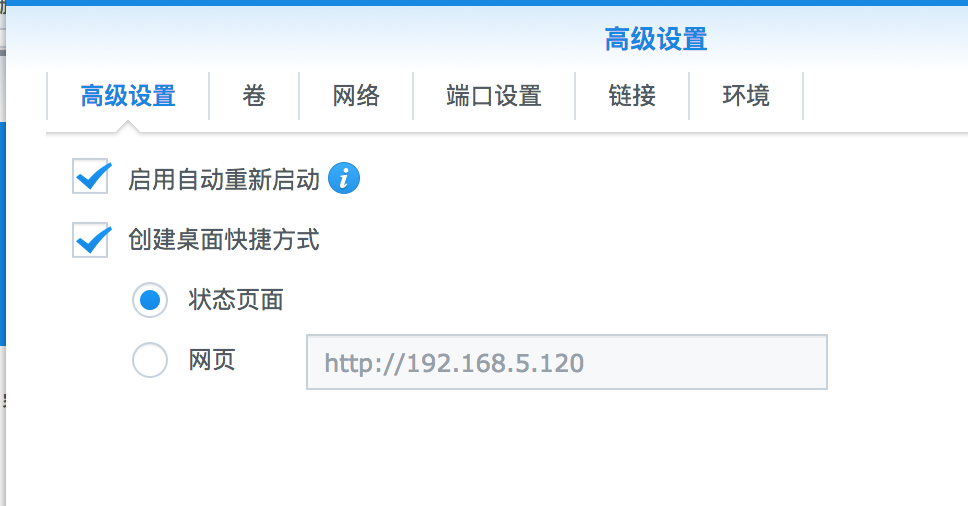 高级设置
高级设置 卷 网络 端口设置 链接 环境
启用自动重新启动
创建桌面快捷方式
状态页面
网页 http://192.168.5.120